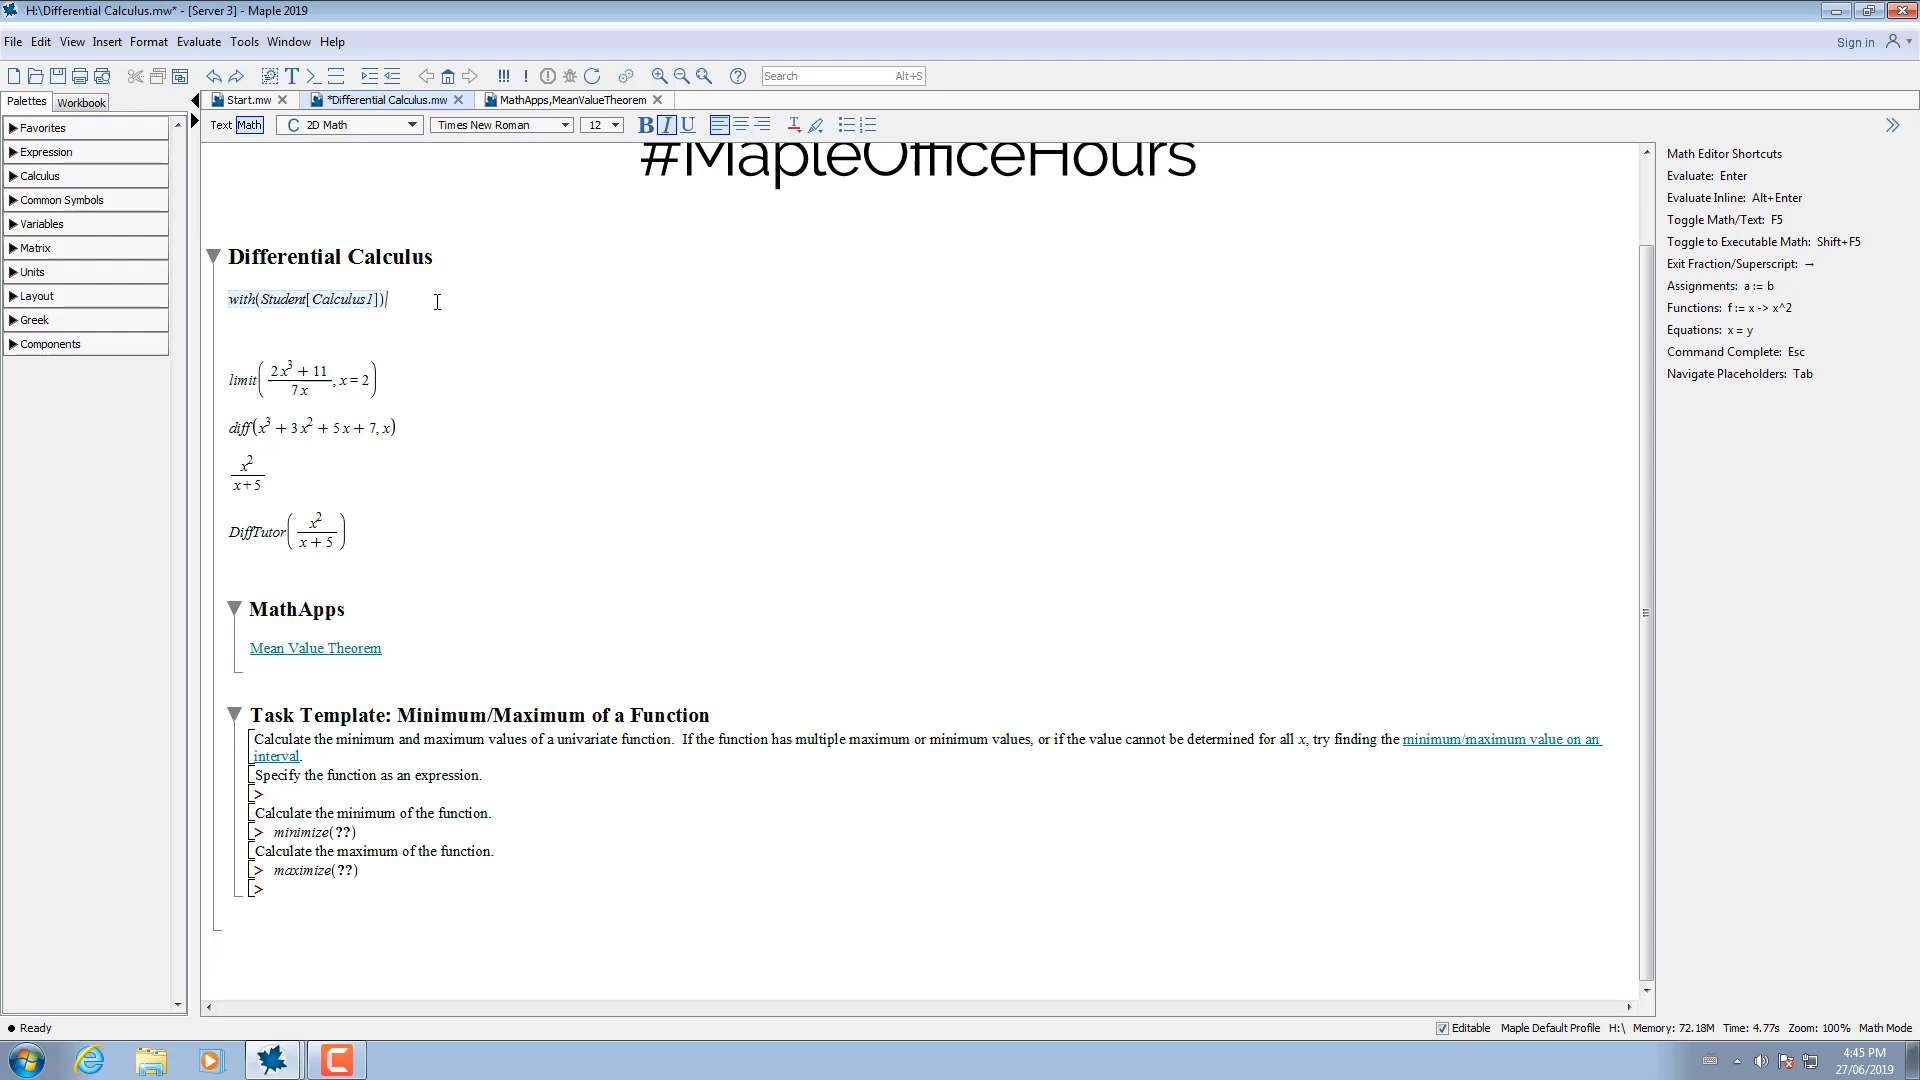 H:\Differential Calculus.mw* - [Server 3] - Maple 2019
File Edit View Insert Format Evaluate Tools Window Help
Sign in
Search Alt+S
Palettes Workbook
Start.mw *Differential Calculus.mw MathApps,MeanValueTheorem
Text Math C 2D Math Times New Roman 12 B I U
Favorites
Expression
Calculus
Common Symbols
Variables
Matrix
Units
Layout
Greek
Components
#MapleOfficeHours
Differential Calculus
with(Student[Calculus1])
limit((2x^3 + 11)/(7x), x = 2)
diff(x^3 + 3x^2 + 5x + 7, x)
x^2/(x+5)
DiffTutor(x^2/(x + 5))
MathApps
Mean Value Theorem
Task Template: Minimum/Maximum of a Function
Calculate the minimum and maximum values of a univariate function. If the function has multiple maximum or minimum values, or if the value cannot be determined for all x, try finding the minimum/maximum value on an
interval.
Specify the function as an expression.
>
Calculate the minimum of the function.
> minimize(??)
Calculate the maximum of the function.
> maximize(??)
>
Math Editor Shortcuts
Evaluate: Enter
Evaluate Inline: Alt+Enter
Toggle Math/Text: F5
Toggle to Executable Math: Shift+F5
Exit Fraction/Superscript: →
Assignments: a := b
Functions: f := x -> x^2
Equations: x = y
Command Complete: Esc
Navigate Placeholders: Tab
Ready
Editable Maple Default Profile H:\ Memory: 72.18M Time: 4.77s Zoom: 100% Math Mode
4:45 PM
27/06/2019